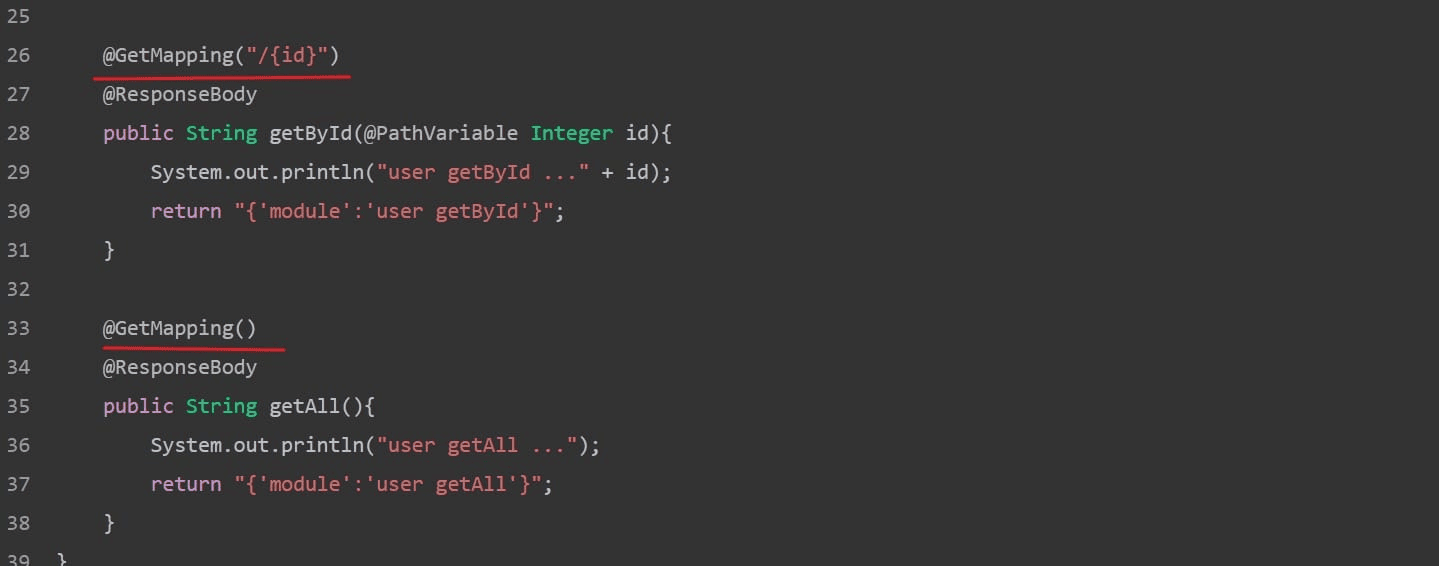 25
26 @GetMapping("/{id}")
27 @ResponseBody
28 public String getById(@PathVariable Integer id){
29 System.out.println("user getById ..." + id);
30 return "{'module':'user getById'}";
31 }
32
33 @GetMapping()
34 @ResponseBody
35 public String getAll(){
36 System.out.println("user getAll ...");
37 return "{'module':'user getAll'}";
38 }
39 }